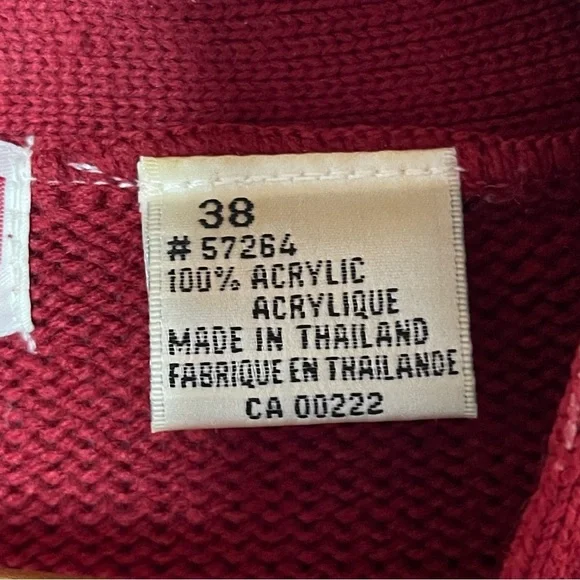 38
# 57264
100% ACRYLIC
ACRYLIQUE
MADE IN THAILAND
FABRIQUE EN THAILANDE
CA 00222